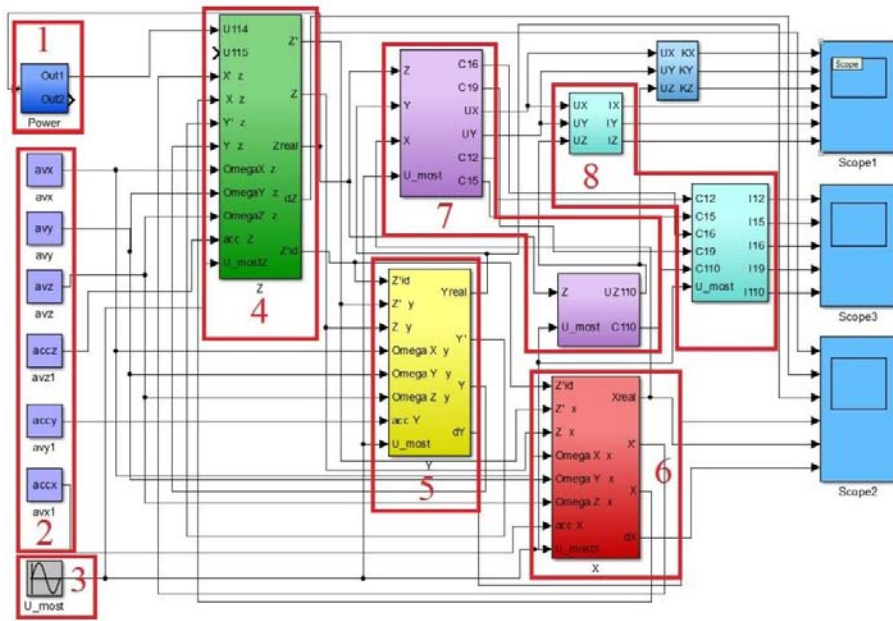 1
Out1
Out2
Power
2
avx
avx
avy
avy
avz
avz
accz
avz1
accy
avy1
accx
avx1
3
U_most
U114
U115
X' z
X z
Y' z
Y z
OmegaX z
OmegaY z
OmegaZ z
acc Z
U_mostZ
Z'
Z
Zreal
dZ
Z'id
4
Z
Z'id
Z' y
Z y
Omega X y
Omega Y y
Omega Z y
acc Y
U_most
Yreal
Y'
Y
dY
5
Y
Z'id
Z' x
Z x
Omega X x
Omega Y x
Omega Z x
acc X
U_mostX
Xreal
X'
X
dX
6
X
Z
Y
X
U_most
C16
C19
UX
UY
C12
C15
7
Z
U_most
UZ110
C110
UX
UY
UZ
IX
IY
IZ
8
C12
C15
C16
C19
C110
U_most
I12
I15
I16
I19
I110
UX KX
UY KY
UZ KZ
Scope
Scope1
Scope3
Scope2